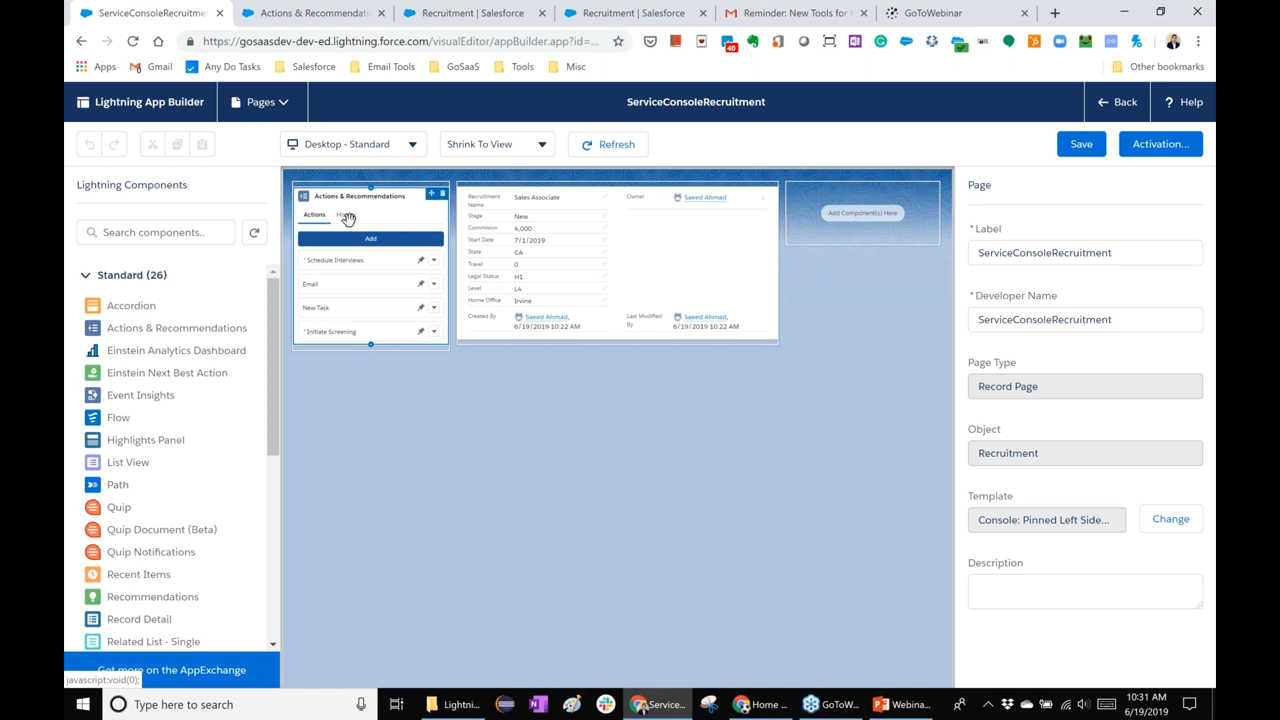 ServiceConsoleRecruitmer
Actions & Recommendati
Recruitment | Salesforce
Recruitment | Salesforce
Reminder: New Tools for
GoToWebinar
https://gosaasdev-dev-ed.lightning.force.com/visualEditor/appBuilder.app?id=...
40
Apps
Gmail
Any Do Tasks
Salesforce
Email Tools
GoSaaS
Tools
Misc
Other bookmarks
Lightning App Builder
Pages
ServiceConsoleRecruitment
Back
? Help
Desktop - Standard
Shrink To View
Refresh
Save
Activation...
Lightning Components
Search components..
Standard (26)
Accordion
Actions & Recommendations
Einstein Analytics Dashboard
Einstein Next Best Action
Event Insights
Flow
Highlights Panel
List View
Path
Quip
Quip Document (Beta)
Quip Notifications
Recent Items
Recommendations
Record Detail
Related List - Single
Get more on the AppExchange
javascript:void(0);
Actions & Recommendations
Actions
Add
*Schedule Interviews
Email
New Task
*Initiate Screening
Recruitment Name
Sales Associate
Stage
New
Commision
4,000
Start Date
7/1/2019
State
CA
Travel
0
Legal Status
H1
Level
L4
Home Office
Irvine
Created By
Saeed Ahmad,
6/19/2019 10:22 AM
Owner
Saeed Ahmad
Last Modified By
Saeed Ahmad,
6/19/2019 10:22 AM
Add Component(s) Here
Page
* Label
ServiceConsoleRecruitment
* Developer Name
ServiceConsoleRecruitment
Page Type
Record Page
Object
Recruitment
Template
Console: Pinned Left Side...
Change
Description
Type here to search
Lightni...
Service...
Home ...
GoToW...
Webina...
10:31 AM
6/19/2019